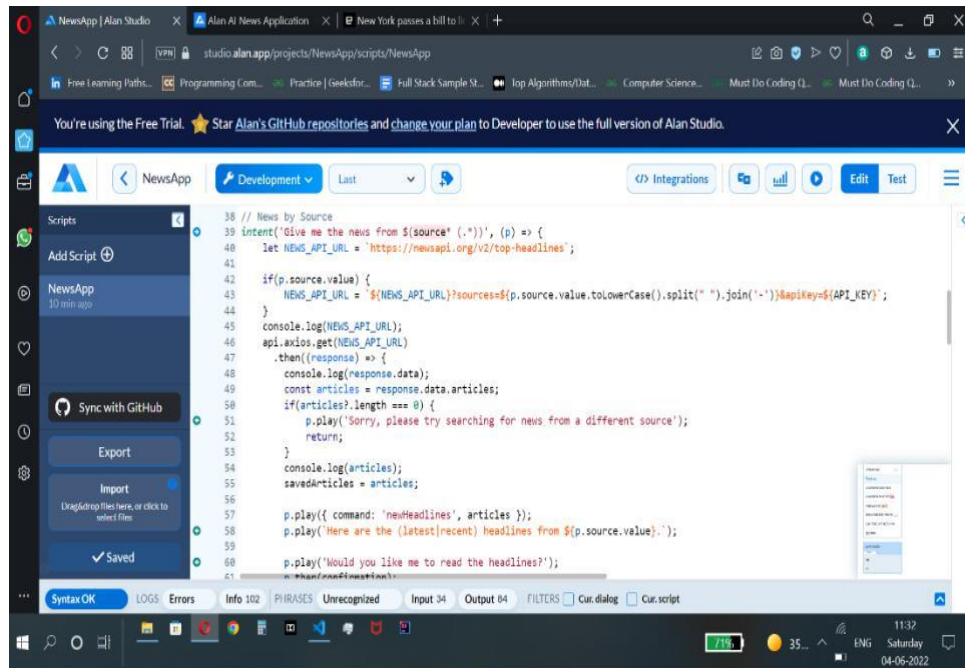 NewsApp | Alan Studio
Alan AI News Application
New York passes a bill to li
VPN
studio.alan.app/projects/NewsApp/scripts/NewsApp
Free Learning Paths...
Programming Com...
Practice | Geeksfor...
Full Stack Sample St...
Top Algorithms/Dat...
Computer Science...
Must Do Coding Q...
Must Do Coding Q...
You're using the Free Trial. Star Alan's GitHub repositories and change your plan to Developer to use the full version of Alan Studio.
NewsApp
Development
Last
</> Integrations
Edit
Test
Scripts
Add Script
NewsApp
10 min ago
Sync with GitHub
Export
Import
Drag&drop files here, or click to
select files
Saved
38 // News by Source
39 intent('Give me the news from $(source* (.*))', (p) => {
40 let NEWS_API_URL = `https://newsapi.org/v2/top-headlines`;
41
42 if(p.source.value) {
43 NEWS_API_URL = `${NEWS_API_URL}?sources=${p.source.value.toLowerCase().split(" ").join('-')}&apiKey=${API_KEY}`;
44 }
45 console.log(NEWS_API_URL);
46 api.axios.get(NEWS_API_URL)
47 .then((response) => {
48 console.log(response.data);
49 const articles = response.data.articles;
50 if(articles?.length === 0) {
51 p.play('Sorry, please try searching for news from a different source');
52 return;
53 }
54 console.log(articles);
55 savedArticles = articles;
56
57 p.play({ command: 'newHeadlines', articles });
58 p.play(`Here are the (latest|recent) headlines from ${p.source.value}.`);
59
60 p.play('Would you like me to read the headlines?');
61 p.then(confirmation);
Syntax OK
LOGS Errors
Info 102
PHRASES Unrecognized
Input 34
Output 84
FILTERS Cur. dialog
Cur. script
71%
35...
ENG
11:32
Saturday
04-06-2022